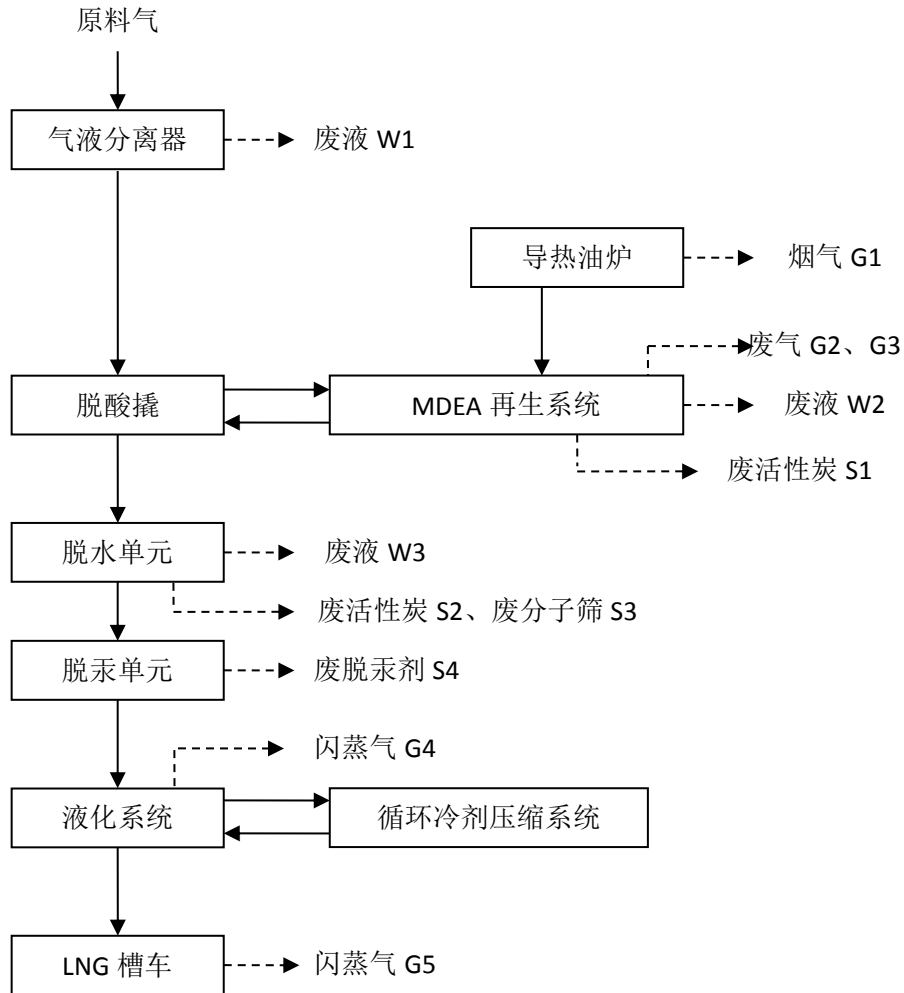 原料气
气液分离器
废液 W1
导热油炉
烟气 G1
废气 G2、G3
脱酸撬
MDEA 再生系统
废液 W2
废活性炭 S1
脱水单元
废液 W3
废活性炭 S2、废分子筛 S3
脱汞单元
废脱汞剂 S4
闪蒸气 G4
液化系统
循环冷剂压缩系统
LNG 槽车
闪蒸气 G5